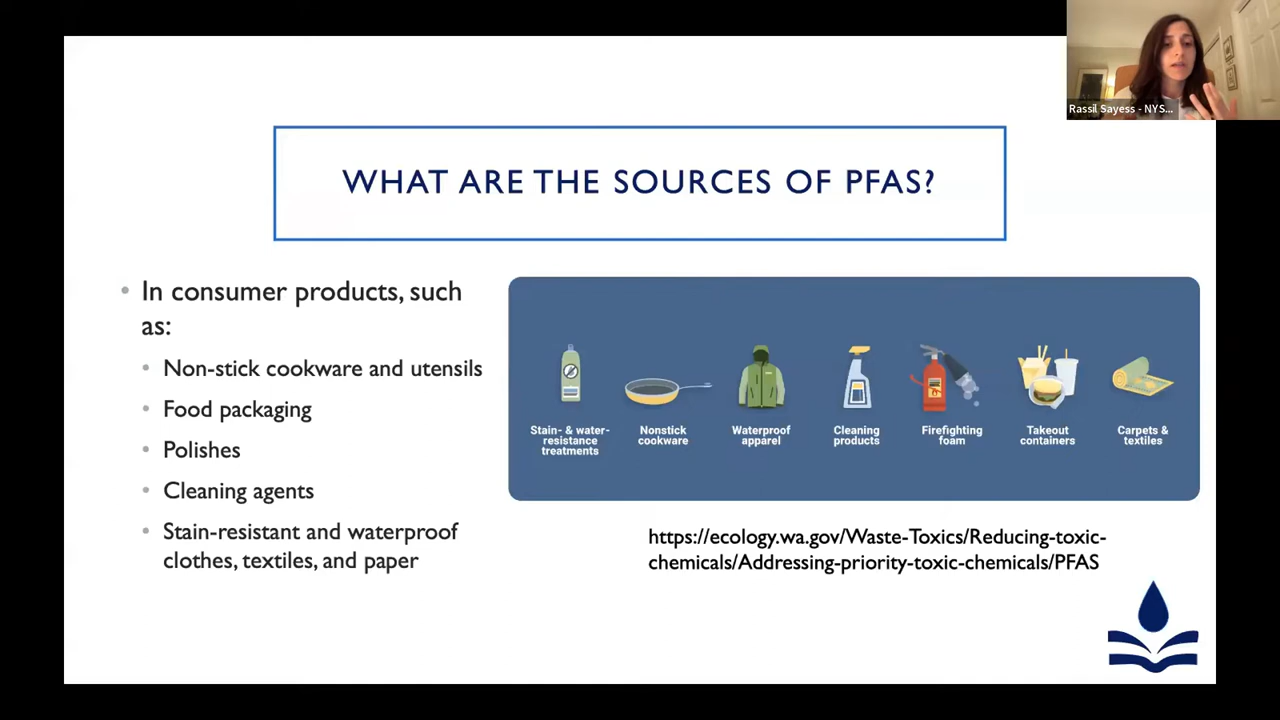 Rassil Sayess - NYS...
WHAT ARE THE SOURCES OF PFAS?
• In consumer products, such
as:
• Non-stick cookware and utensils
• Food packaging
• Polishes
• Cleaning agents
• Stain-resistant and waterproof
clothes, textiles, and paper
Stain- & water-
resistance
treatments
Nonstick
cookware
Waterproof
apparel
Cleaning
products
Firefighting
foam
Takeout
containers
Carpets &
textiles
https://ecology.wa.gov/Waste-Toxics/Reducing-toxic-
chemicals/Addressing-priority-toxic-chemicals/PFAS